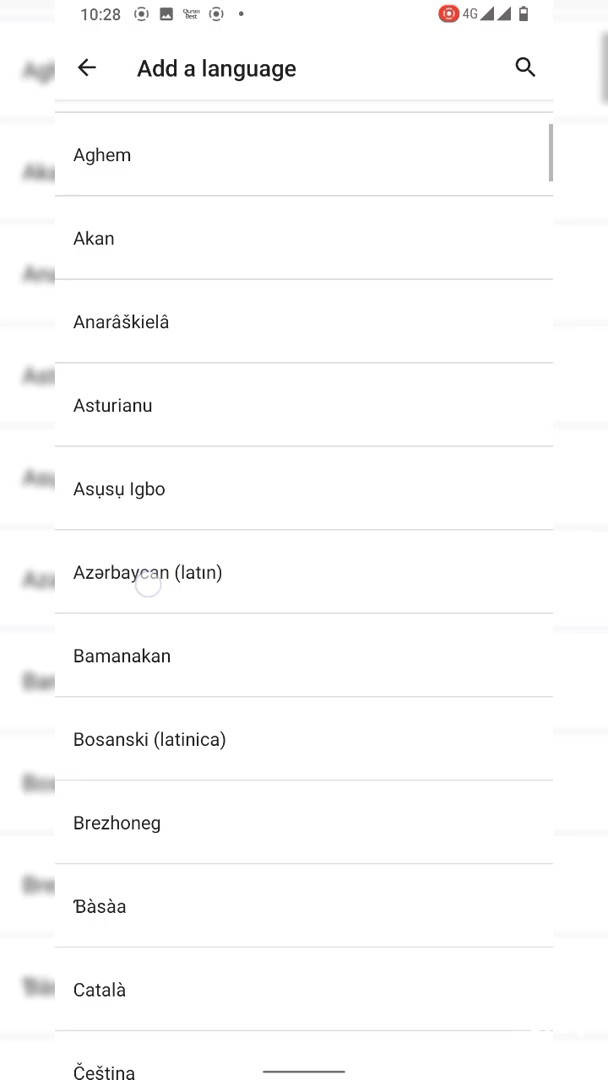 10:28
4G
Add a language
Aghem
Akan
Anarâškielâ
Asturianu
Asụsụ Igbo
Azərbaycan (latın)
Bamanakan
Bosanski (latinica)
Brezhoneg
Ɓàsàa
Català
Čeština